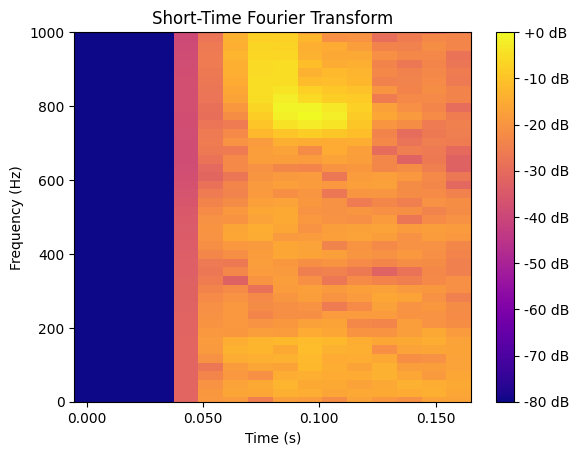 Short-Time Fourier Transform
1000
800
600
400
200
0
Frequency (Hz)
0.000
0.050
0.100
0.150
Time (s)
+0 dB
-10 dB
-20 dB
-30 dB
-40 dB
-50 dB
-60 dB
-70 dB
-80 dB